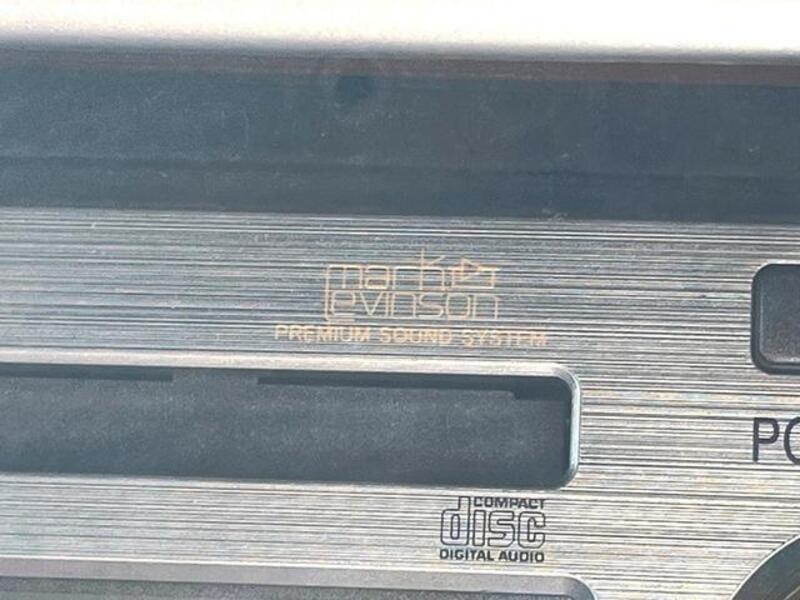 mark
levinson
PREMIUM SOUND SYSTEM
COMPACT
disc
DIGITAL AUDIO